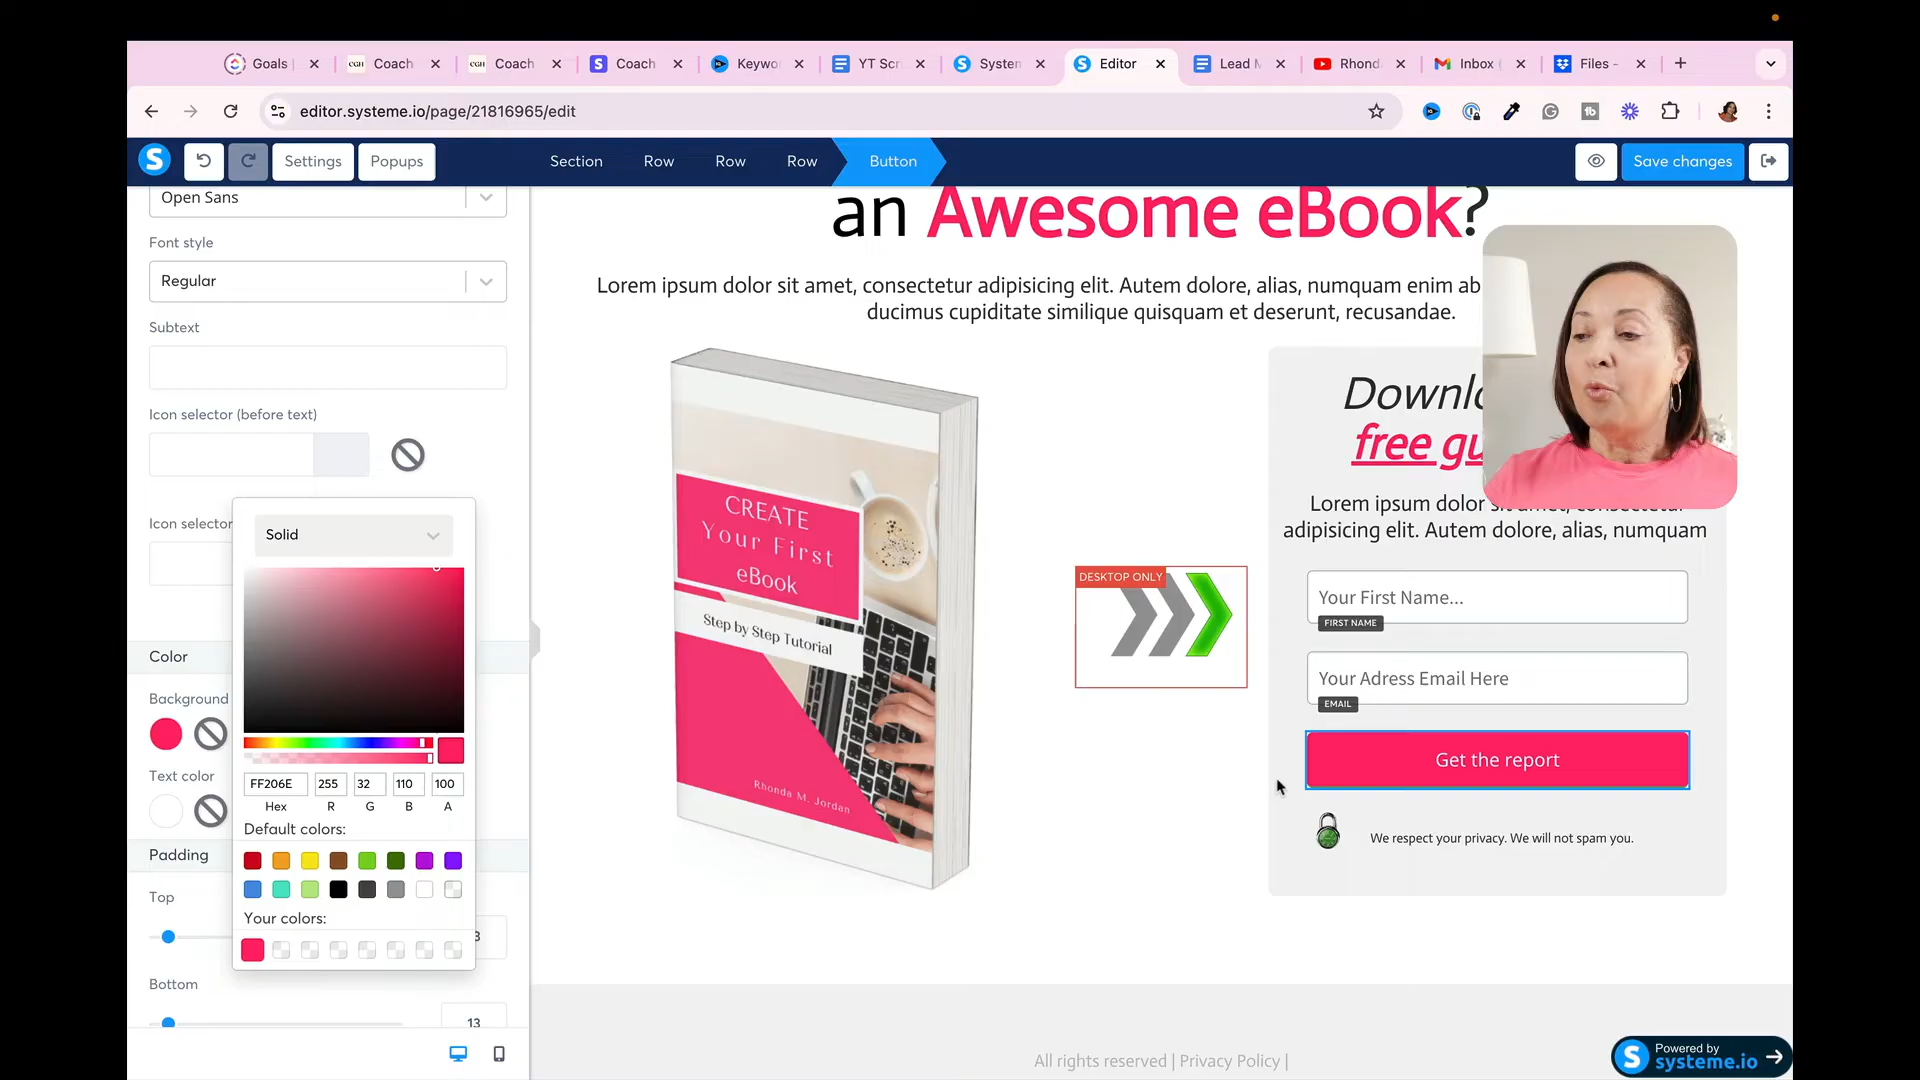 Goals
Coach
Coach
Coach
Keywo
YT Scr
System
Editor
Lead M
Rhond
Inbox (
Files -
editor.systeme.io/page/21816965/edit
Settings
Popups
Section
Row
Row
Row
Button
Save changes
Open Sans
Font style
Regular
Subtext
Icon selector (before text)
Icon selector
Solid
FF206E
255
32
110
100
Hex
R
G
B
A
Default colors:
Your colors:
Color
Background
Text color
Padding
Top
3
Bottom
13
an Awesome eBook?
Lorem ipsum dolor sit amet, consectetur adipisicing elit. Autem dolore, alias, numquam enim ab
ducimus cupiditate similique quisquam et deserunt, recusandae.
CREATE
Your First
eBook
Step by Step Tutorial
Rhonda M. Jordan
DESKTOP ONLY
Downlo
free gu
Lorem ipsum dolor sit amet, consectetur
adipisicing elit. Autem dolore, alias, numquam
Your First Name...
FIRST NAME
Your Adress Email Here
EMAIL
Get the report
We respect your privacy. We will not spam you.
All rights reserved | Privacy Policy |
Powered by
systeme.io